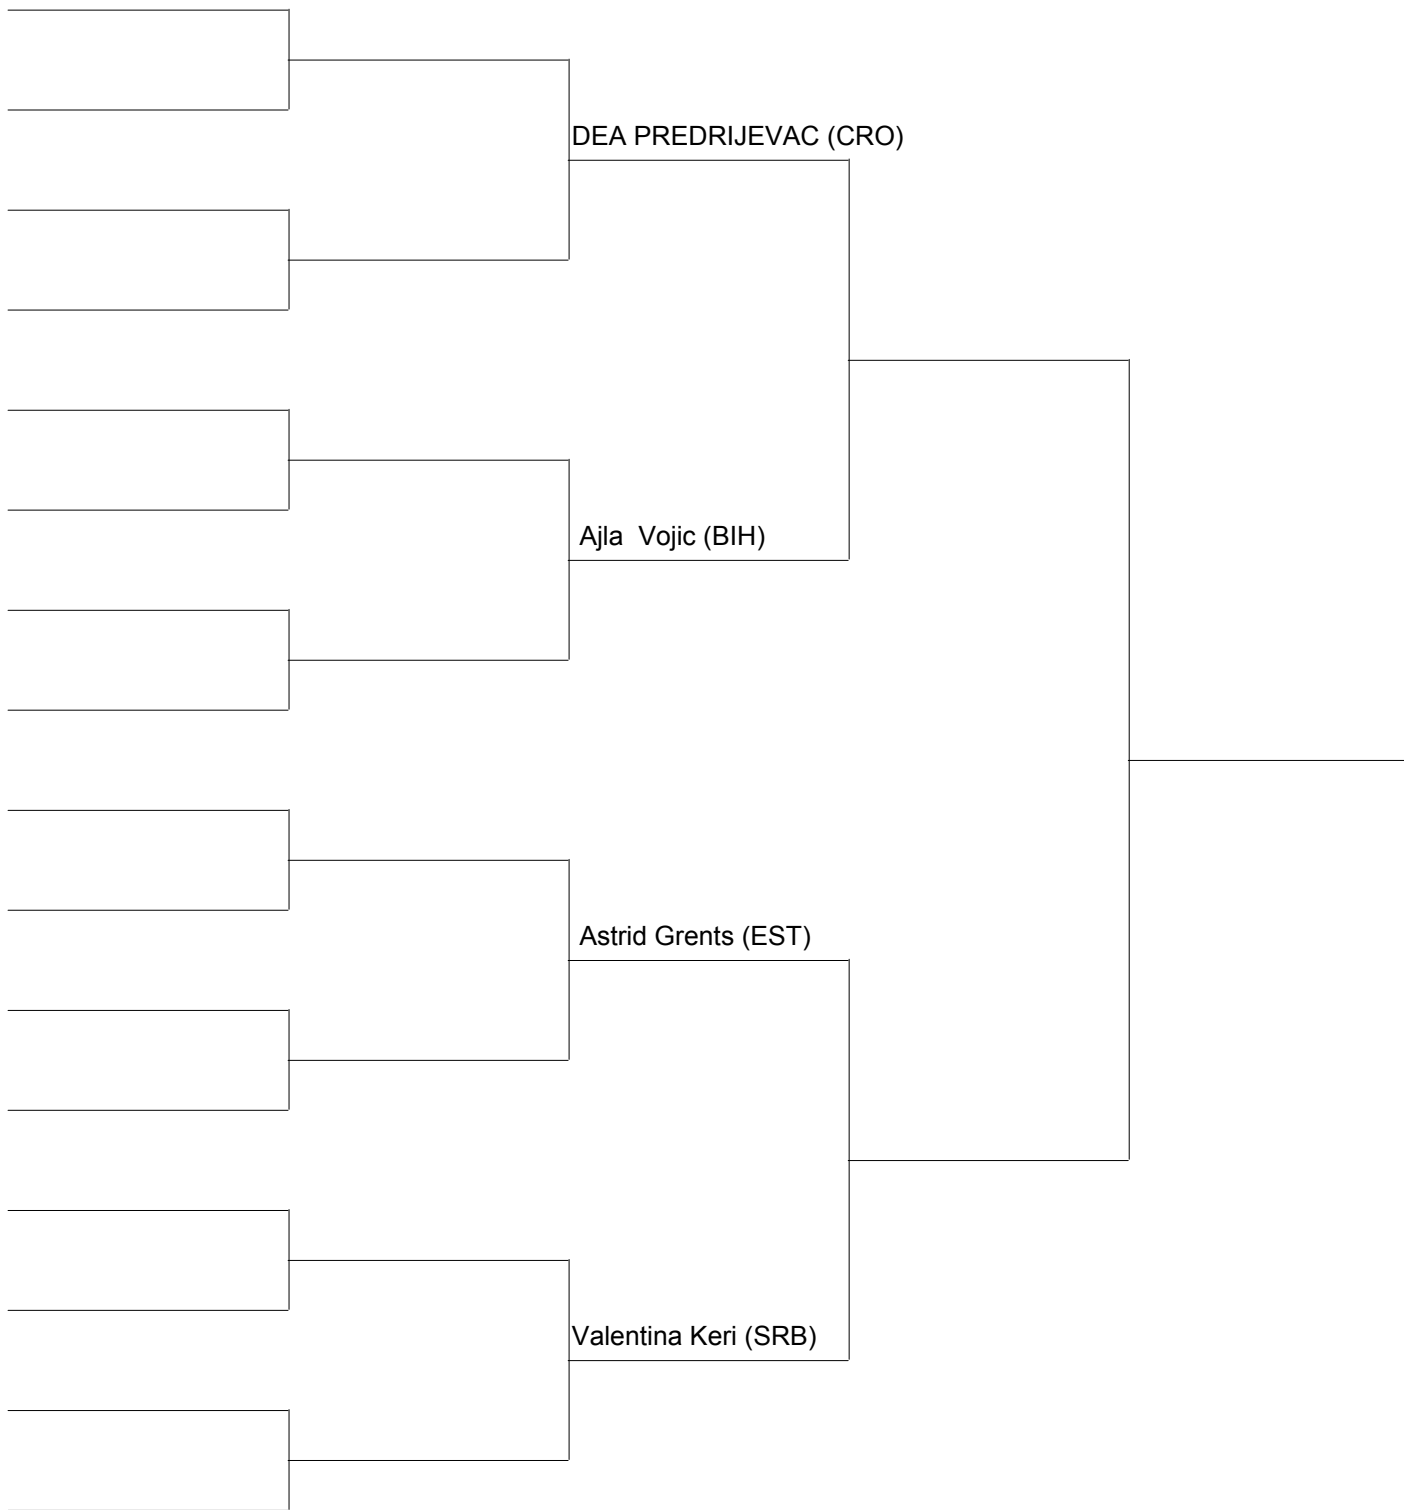 DEA PREDRIJEVAC (CRO)
Ajla  Vojic (BIH)
Astrid Grents (EST)
Valentina Keri (SRB)